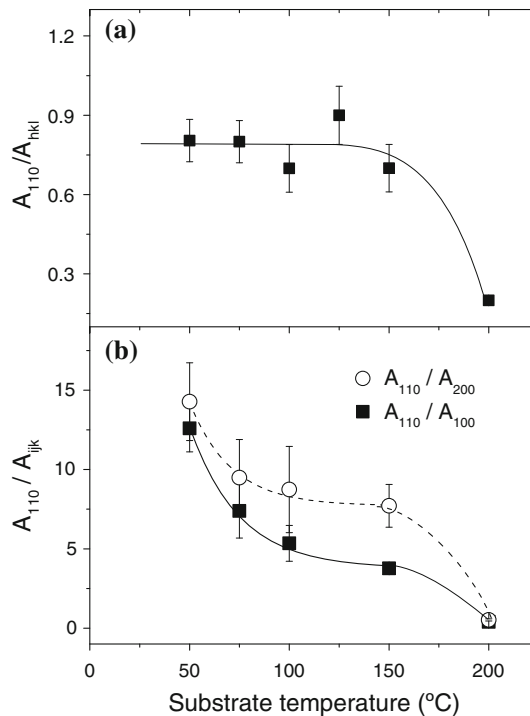 (a)
1.2
0.9
0.6
0.3
A110/Ahkl
(b)
A110 / A200
A110 / A100
15
10
5
0
A110 / Aijk
0 50 100 150 200
Substrate temperature (ºC)